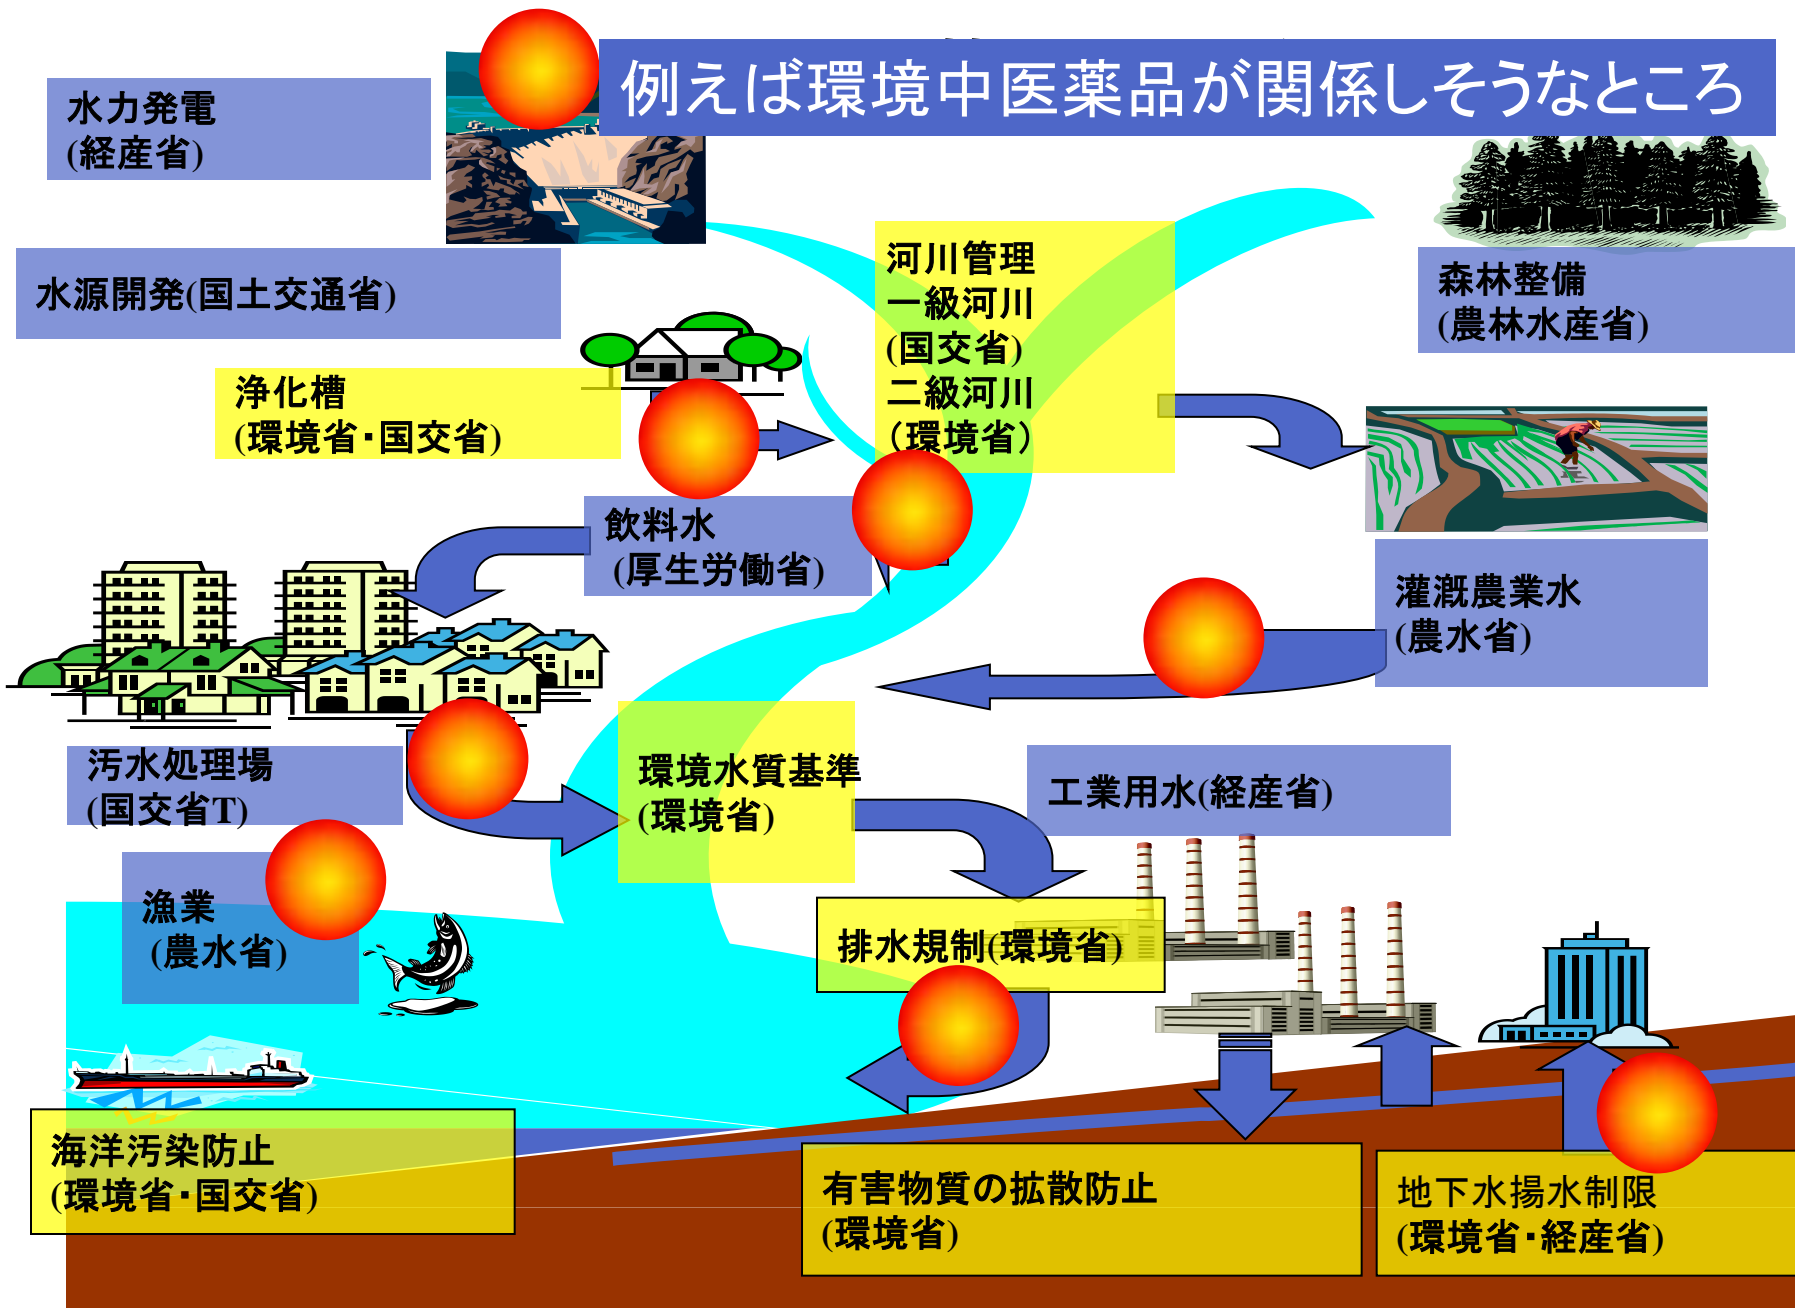 例えば環境中医薬品が関係しそうなところ
水力発電
(経産省)
水源開発(国土交通省)
河川管理
一級河川
(国交省)
二級河川
（環境省）
森林整備
(農林水産省)
浄化槽
(環境省・国交省)
飲料水
(厚生労働省)
灌漑農業水
(農水省)
汚水処理場
(国交省T)
環境水質基準
(環境省)
工業用水(経産省)
漁業
(農水省)
排水規制(環境省)
海洋汚染防止
(環境省・国交省)
有害物質の拡散防止
(環境省)
地下水揚水制限
(環境省・経産省)